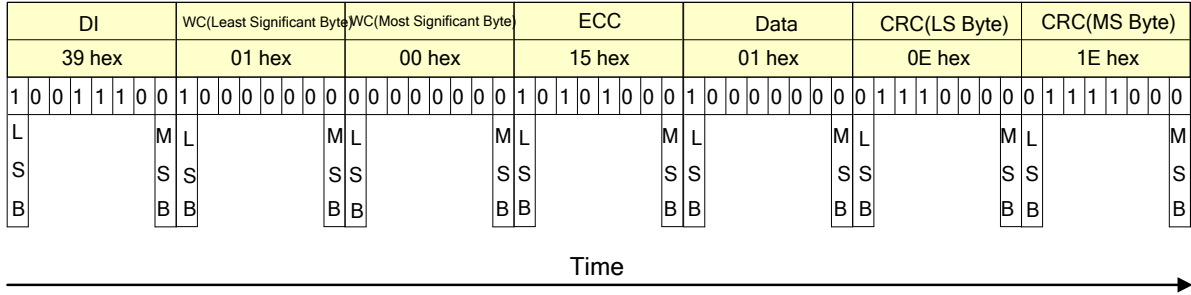 DI WC(Least Significant Byte) WC(Most Significant Byte) ECC Data CRC(LS Byte) CRC(MS Byte)
39 hex 01 hex 00 hex 15 hex 01 hex 0E hex 1E hex
1 0 0 1 1 1 0 0 1 0 0 0 0 0 0 0 0 0 0 0 0 0 0 0 1 0 1 0 1 0 0 0 1 0 0 0 0 0 0 0 0 1 1 1 0 0 0 0 0 1 1 1 1 0 0 0
L M L M L M L M L M L M L M
S S S S S S S S S S S S S S
B B B B B B B B B B B B B B
Time